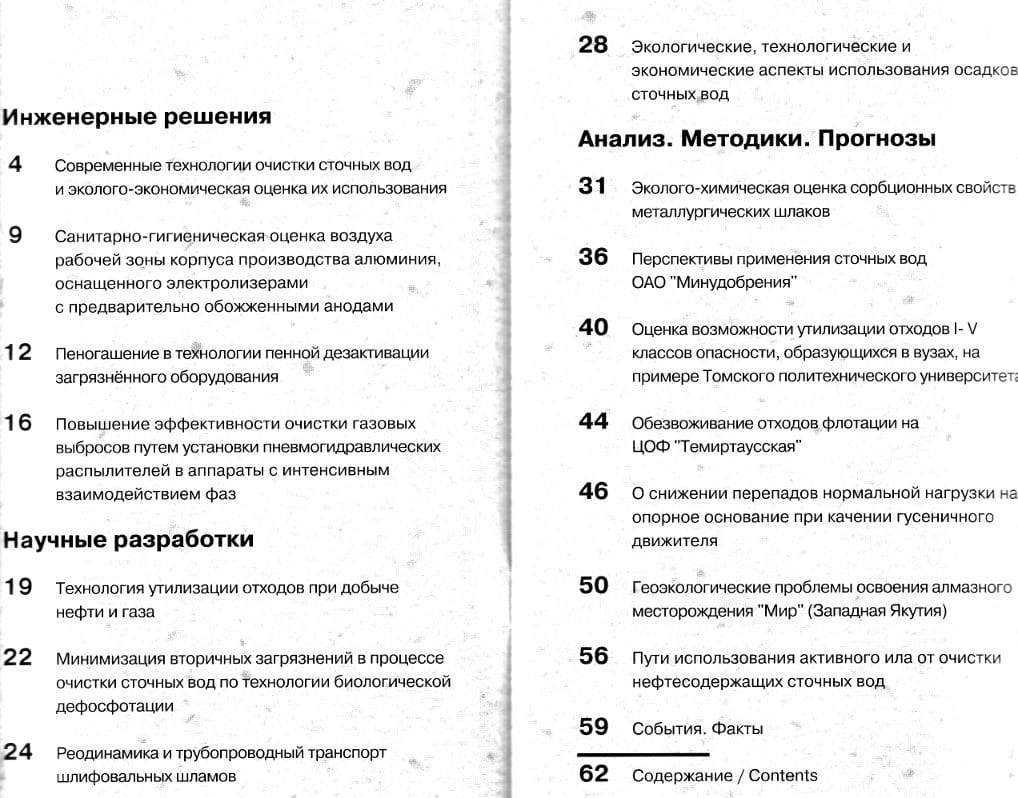 Инженерные решения
4 Современные технологии очистки сточных вод
и эколого-экономическая оценка их использования
9 Санитарно-гигиеническая оценка воздуха
рабочей зоны корпуса производства алюминия,
оснащенного электролизерами
с предварительно обожженными анодами
12 Пеногашение в технологии пенной дезактивации
загрязнённого оборудования
16 Повышение эффективности очистки газовых
выбросов путем установки пневмогидравлических
распылителей в аппараты с интенсивным
взаимодействием фаз
Научные разработки
19 Технология утилизации отходов при добыче
нефти и газа
22 Минимизация вторичных загрязнений в процессе
очистки сточных вод по технологии биологической
дефосфотации
24 Реодинамика и трубопроводный транспорт
шлифовальных шламов
28 Экологические, технологические и
экономические аспекты использования осадков
сточных вод
Анализ. Методики. Прогнозы
31 Эколого-химическая оценка сорбционных свойств
металлургических шлаков
36 Перспективы применения сточных вод
ОАО "Минудобрения"
40 Оценка возможности утилизации отходов I- V
классов опасности, образующихся в вузах, на
примере Томского политехнического университета
44 Обезвоживание отходов флотации на
ЦОФ "Темиртаусская"
46 О снижении перепадов нормальной нагрузки на
опорное основание при качении гусеничного
движителя
50 Геоэкологические проблемы освоения алмазного
месторождения "Мир" (Западная Якутия)
56 Пути использования активного ила от очистки
нефтесодержащих сточных вод
59 События. Факты
62 Содержание / Contents